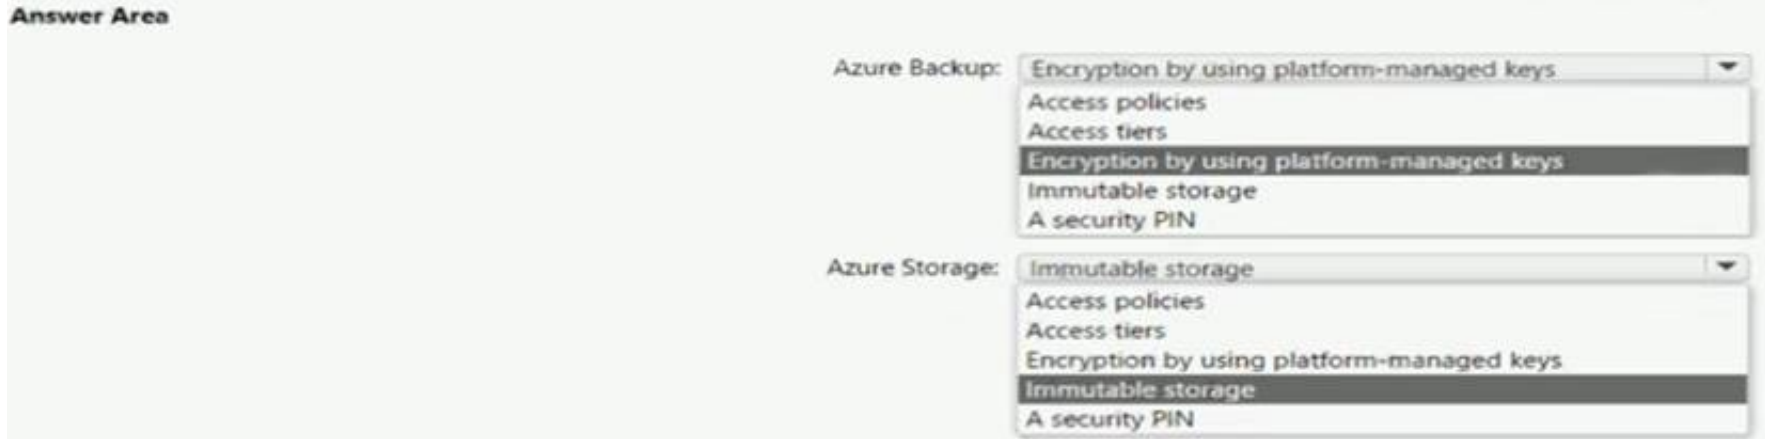 Answer Area
Azure Backup: Encryption by using platform-managed keys
Access policies
Access tiers
Encryption by using platform-managed keys
Immutable storage
A security PIN
Azure Storage: Immutable storage
Access policies
Access tiers
Encryption by using platform-managed keys
Immutable storage
A security PIN